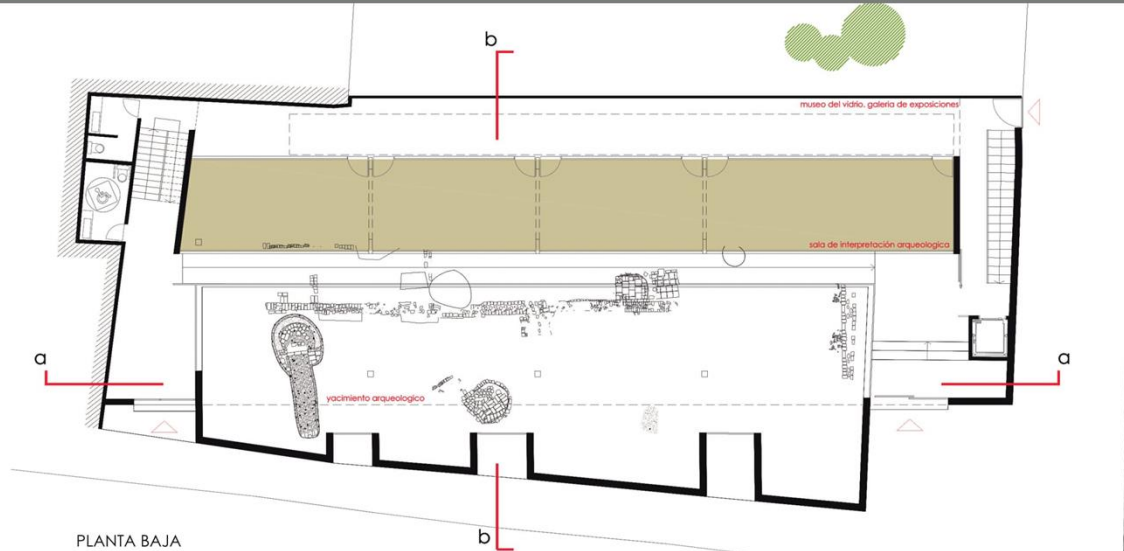 b
museo del vidrio. galeria de exposiciones
sala de interpretación arqueologica
a
a
yacimiento arqueologico
b
PLANTA BAJA